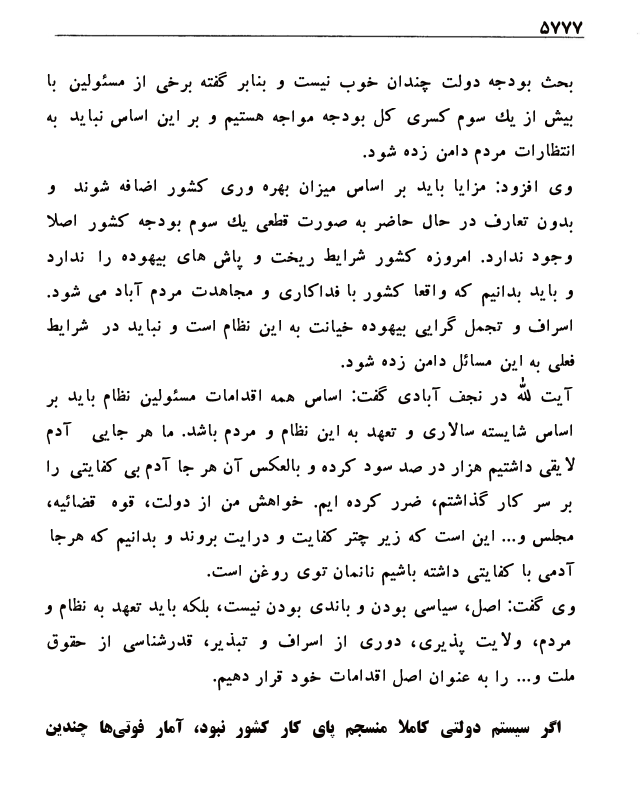 ۵۷۷۷
بحث بودجه دولت چندان خوب نیست و بنابر گفته برخی از مسئولین با
بیش از یك سوم کسری کل بودجه مواجه هستیم و بر این اساس نباید به
انتظارات مردم دامن زده شود.
وی افزود: مزایا باید بر اساس میزان بهره وری کشور اضافه شوند و
بدون تعارف در حال حاضر به صورت قطعی یك سوم بودجه کشور اصلا
وجود ندارد. امروزه کشور شرایط ریخت و پاش های بیهوده را ندارد
و باید بدانیم که واقعا کشور با فداکاری و مجاهدت مردم آباد می شود.
اسراف و تجمل گرایی بیهوده خیانت به این نظام است و نباید در شرایط
فعلی به این مسائل دامن زده شود.
آیت لله در نجف آبادی گفت: اساس همه اقدامات مسئولین نظام باید بر
اساس شایسته سالاری و تعهد به این نظام و مردم باشد. ما هر جایی آدم
لایقی داشتیم هزار در صد سود کرده و بالعکس آن هر جا آدم بی کفایتی را
بر سر کار گذاشتم، ضرر کرده ایم. خواهش من از دولت، قوه قضائیه،
مجلس و... این است که زیر چتر کفایت و درایت بروند و بدانیم که هرجا
آدمی با کفایتی داشته باشیم نانمان توی روغن است.
وی گفت: اصل، سیاسی بودن و باندی بودن نیست، بلکه باید تعهد به نظام و
مردم، ولایت پذیری، دوری از اسراف و تبذیر، قدرشناسی از حقوق
ملت و... را به عنوان اصل اقدامات خود قرار دهیم.
اگر سیستم دولتی کاملا منسجم پای کار کشور نبود، آمار فوتی‌ها چندین